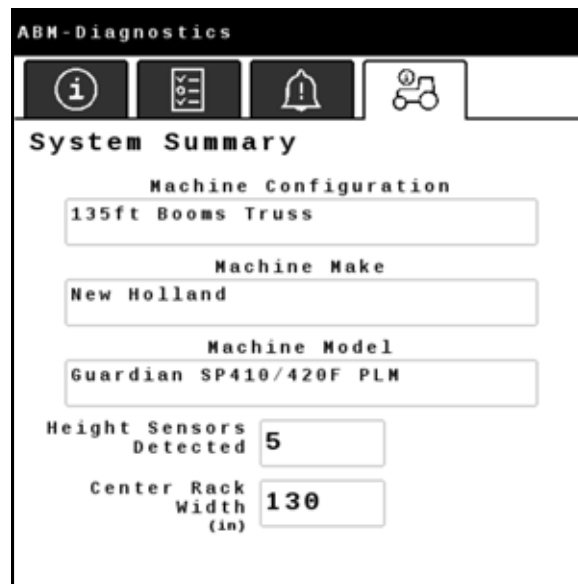 ABM-Diagnostics
System Summary
Machine Configuration
135ft Booms Truss
Machine Make
New Holland
Machine Model
Guardian SP410/420F PLM
Height Sensors
Detected
5
Center Rack
Width
(in)
130